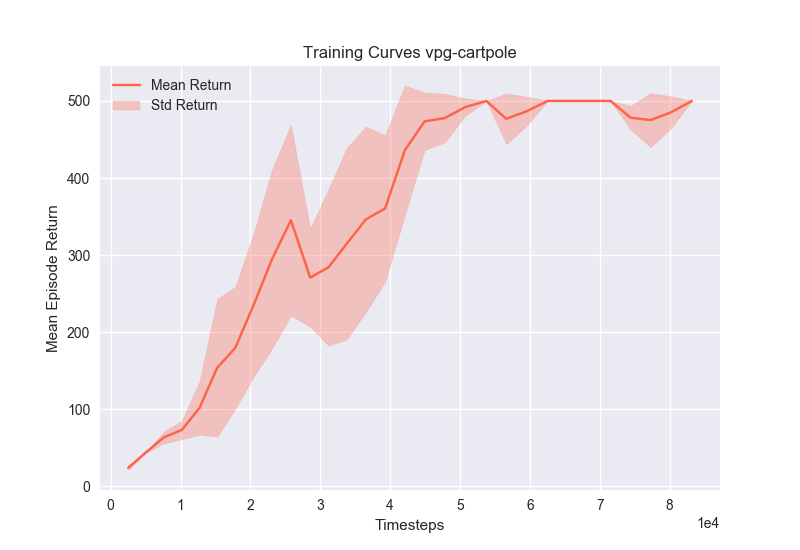 Training Curves vpg-cartpole
Mean Return
Std Return
500
400
300
200
100
0
Mean Episode Return
0 1 2 3 4 5 6 7 8
1e4
Timesteps